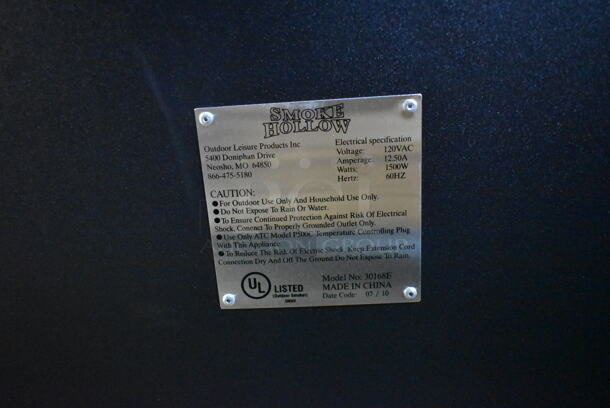 SMOKE
HOLLOW
Outdoor Leisure Products Inc
5400 Doniphan Drive
Neosho, MO. 64850
866-475-5180
Electrical specification
Voltage: 120VAC
Amperage: 12.50A
Watts: 1500W
Hertz: 60HZ
CAUTION:
● For Outdoor Use Only And Household Use Only.
● Do Not Expose To Rain Or Water.
● To Ensure Continued Protection Against Risk Of Electrical
Shock. Conenct To Properly Grounded Outlet Only.
● Use Only ATC Model P500C Temperature Controlling Plug
With This Appliance.
● To Reduce The Risk Of Electric Shock. Keep Extension Cord
Connection Dry And Off The Ground.Do Not Expose To Rain.
UL LISTED
(Outdoor Smoker)
Model No: 30168E
MADE IN CHINA
Date Code: 07 / 10